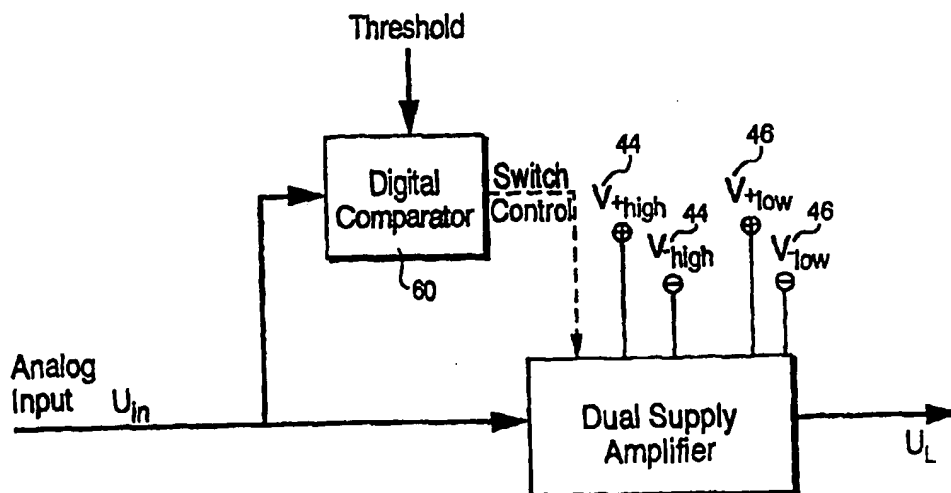 Threshold
Digital
Comparator
60
Switch
Control
44
V+high
44
V-high
46
V+low
46
V-low
Analog
Input Uin
Dual Supply
Amplifier
UL